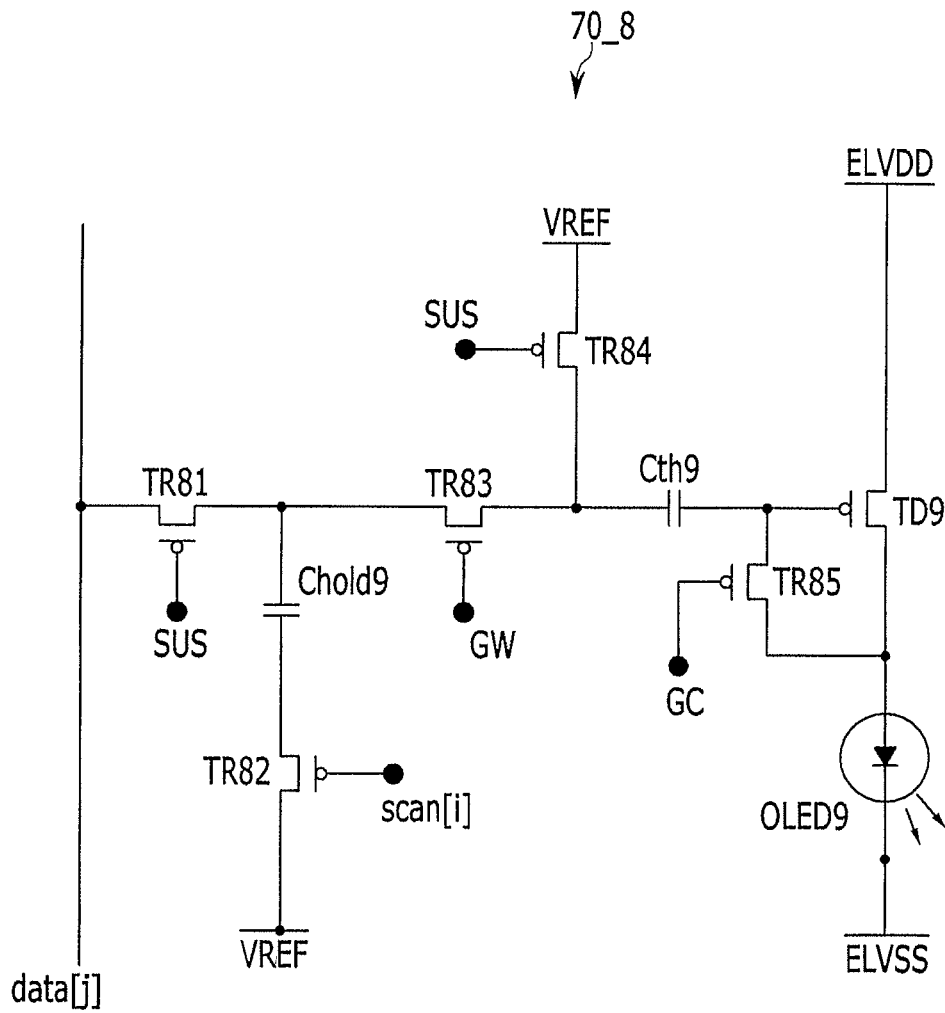 70_8
ELVDD
VREF
SUS
TR84
TR81
TR83
Cth9
TD9
Chold9
TR85
SUS
GW
GC
TR82
scan[i]
OLED9
VREF
ELVSS
data[j]